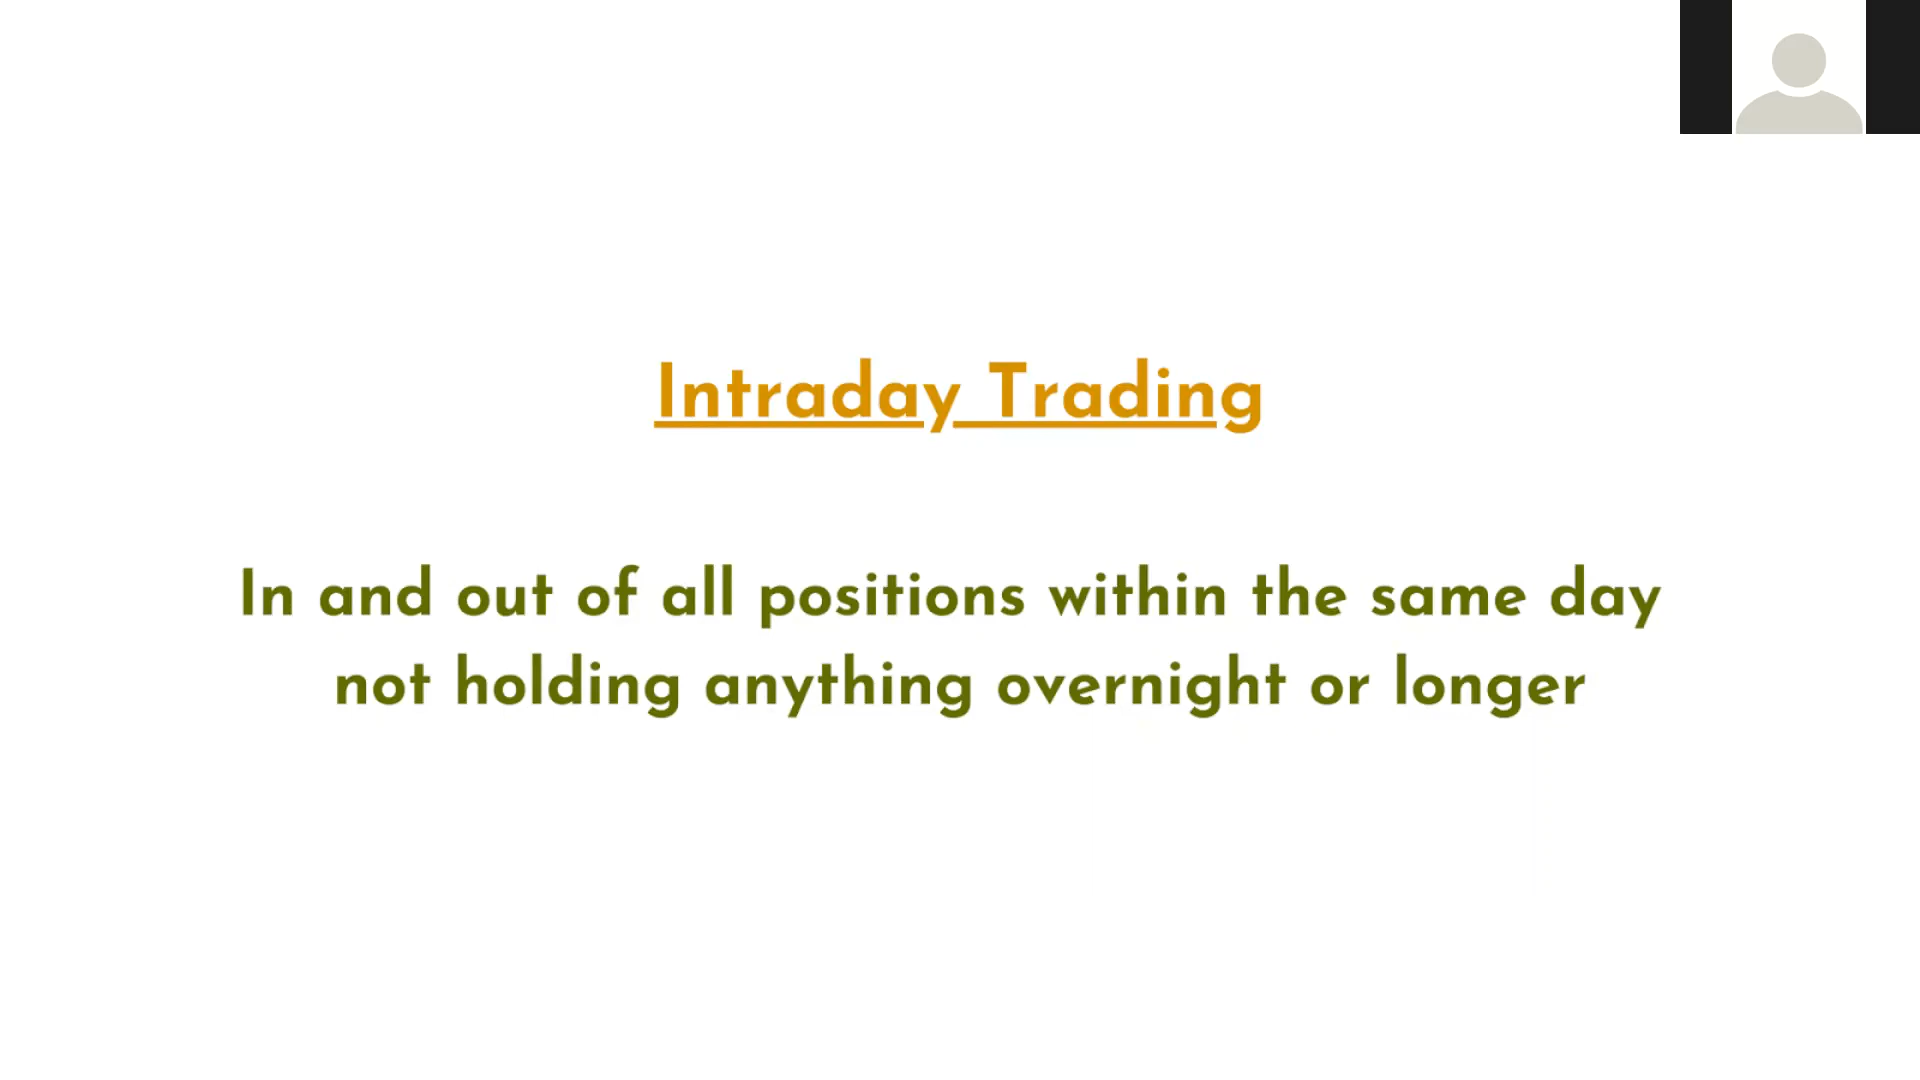 Intraday Trading
In and out of all positions within the same day
not holding anything overnight or longer